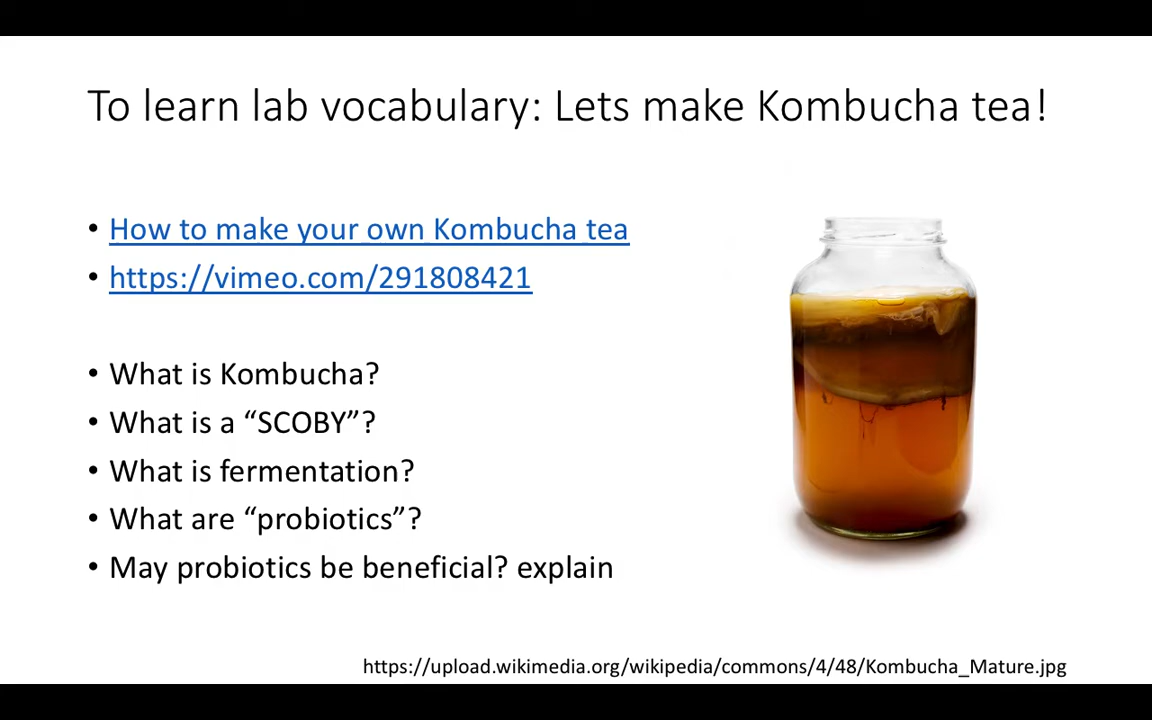 To learn lab vocabulary: Lets make Kombucha tea!
• How to make your own Kombucha tea
• https://vimeo.com/291808421
• What is Kombucha?
• What is a “SCOBY”?
• What is fermentation?
• What are “probiotics”?
• May probiotics be beneficial? explain
https://upload.wikimedia.org/wikipedia/commons/4/48/Kombucha_Mature.jpg